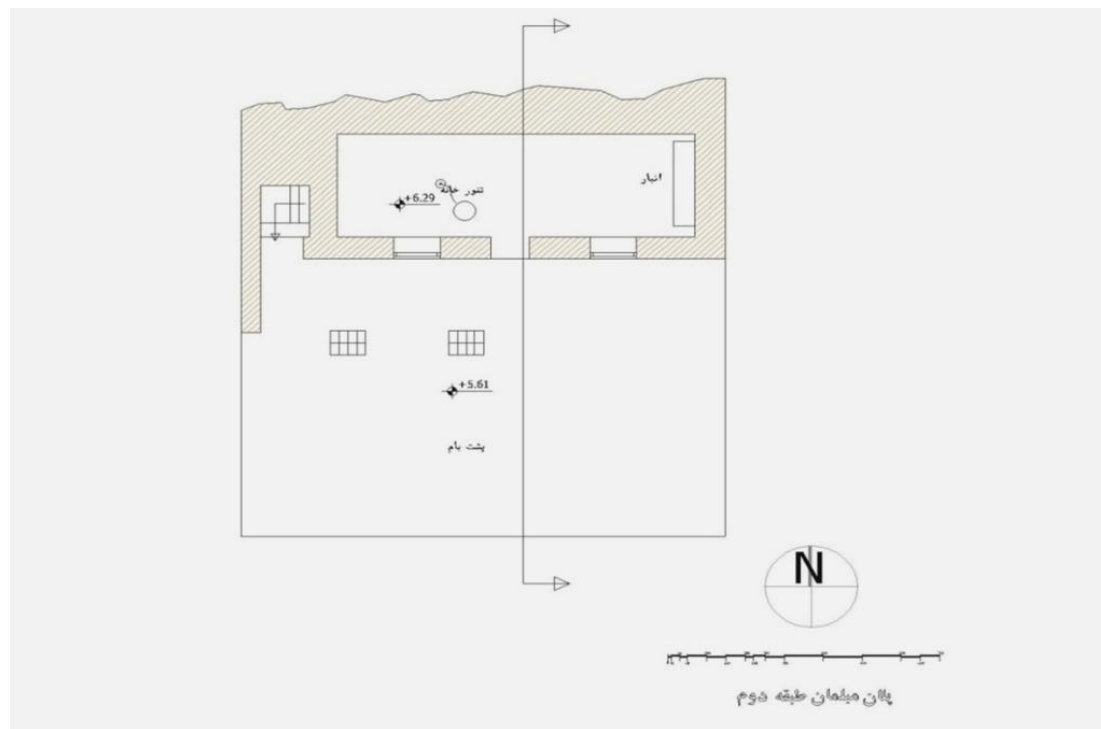 تنور خانه
انبار
+6.29
+5.61
پشت بام
N
پلان مبلمان طبقه دوم